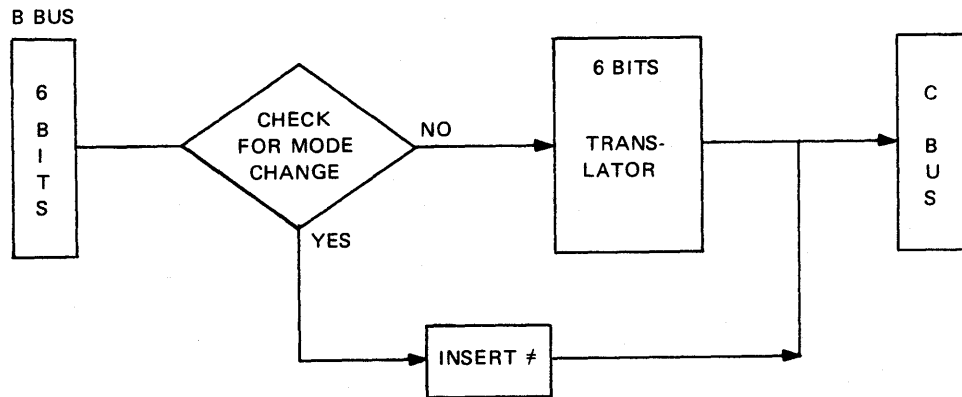 B BUS
6
B
I
T
S
CHECK
FOR MODE
CHANGE
NO
YES
6 BITS
TRANS-
LATOR
INSERT ≠
C
B
U
S